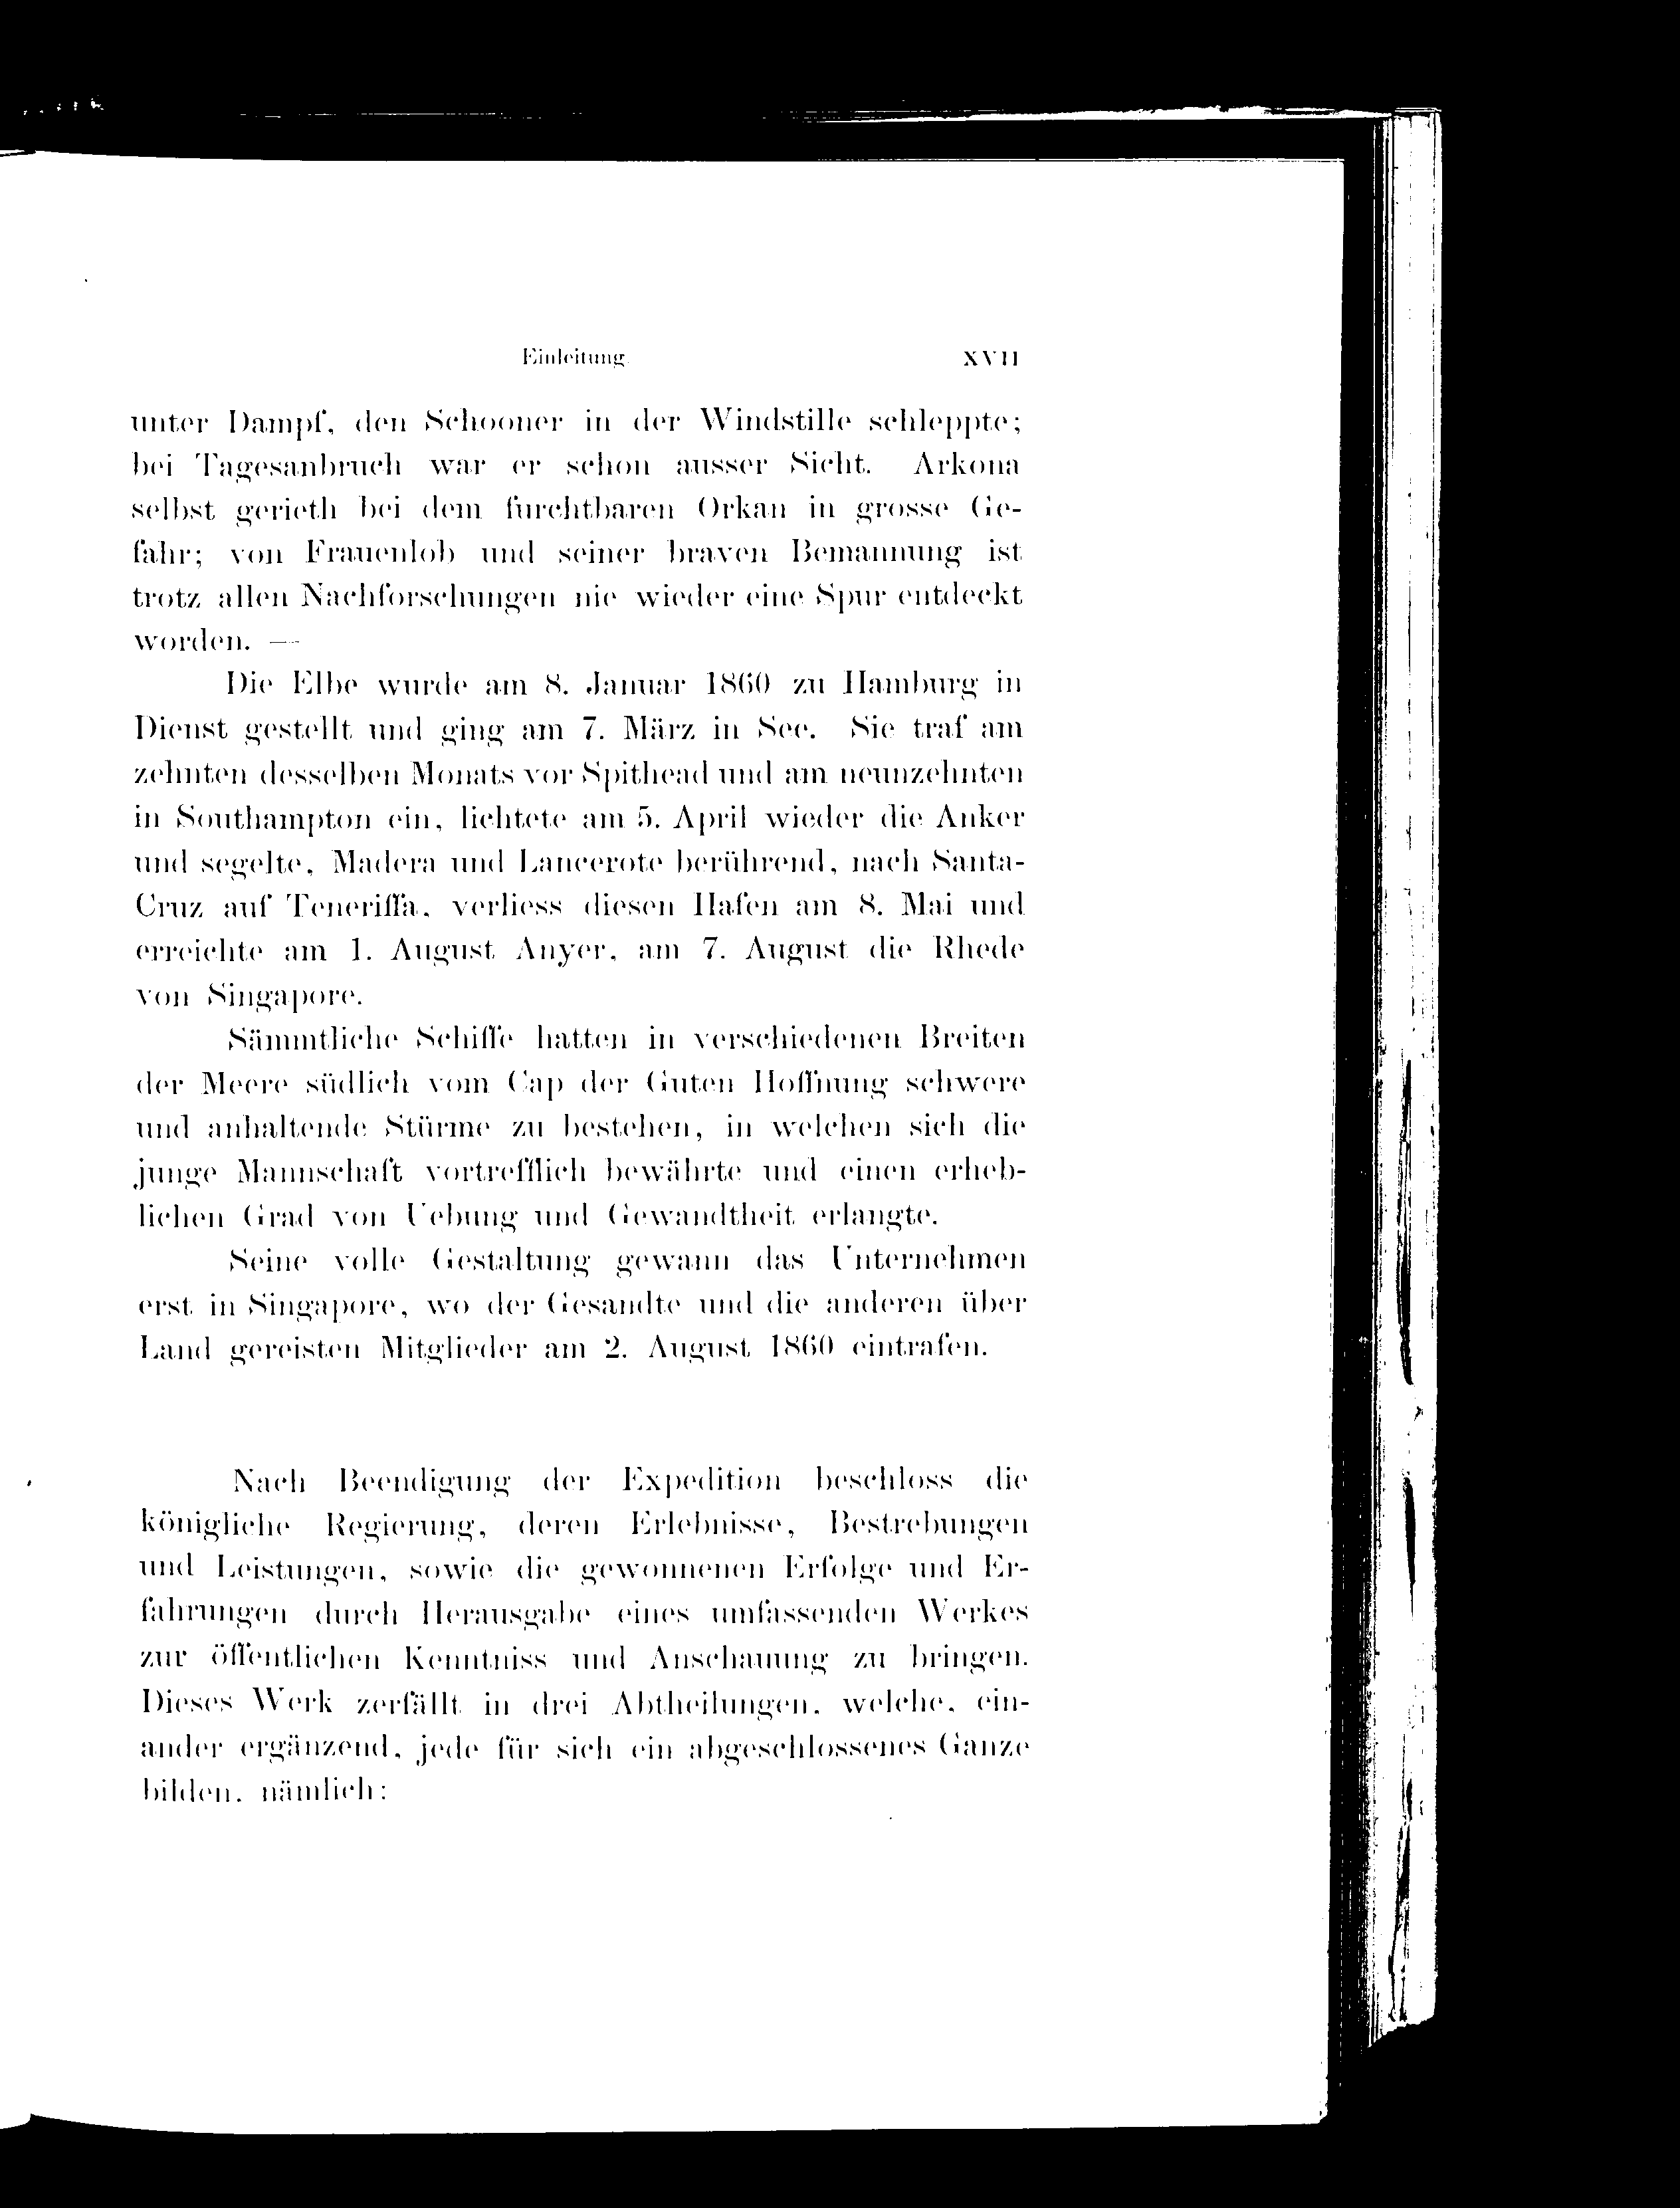 Einleitung. XVII
unter Dampf, den Schooner in der Windstille schleppte;
bei Tagesanbruch war er schon ausser Sicht. Arkona
selbst gerieth bei dem furchtbaren Orkan in grosse Ge-
fahr; von Frauenlob und seiner braven Bemannung ist
trotz allen Nachforschungen nie wieder eine Spur entdeckt
worden. —
Die Elbe wurde am 8. Januar 1860 zu Hamburg in
Dienst gestellt und ging am 7. März in See. Sie traf am
zehnten desselben Monats vor Spithead und am neunzehnten
in Southampton ein, lichtete am 5. April wieder die Anker
und segelte, Madera und Lancerote berührend, nach Santa-
Cruz auf Teneriffa, verliess diesen Hafen am 8. Mai und
erreichte am 1. August Anyer, am 7. August die Rhede
von Singapore.
Sämmtliche Schiffe hatten in verschiedenen Breiten
der Meere südlich vom Cap der Guten Hoffnung schwere
und anhaltende Stürme zu bestehen, in welchen sich die
junge Mannschaft vortrefflich bewährte und einen erheb-
lichen Grad von Uebung und Gewandtheit erlangte.
Seine volle Gestaltung gewann das Unternehmen
erst in Singapore, wo der Gesandte und die anderen über
Land gereisten Mitglieder am 2. August 1860 eintrafen.
Nach Beendigung der Expedition beschloss die
königliche Regierung, deren Erlebnisse, Bestrebungen
und Leistungen, sowie die gewonnenen Erfolge und Er-
fahrungen durch Herausgabe eines umfassenden Werkes
zur öffentlichen Kenntniss und Anschauung zu bringen.
Dieses Werk zerfällt in drei Abtheilungen, welche, ein-
ander ergänzend, jede für sich ein abgeschlossenes Ganze
bilden, nämlich: